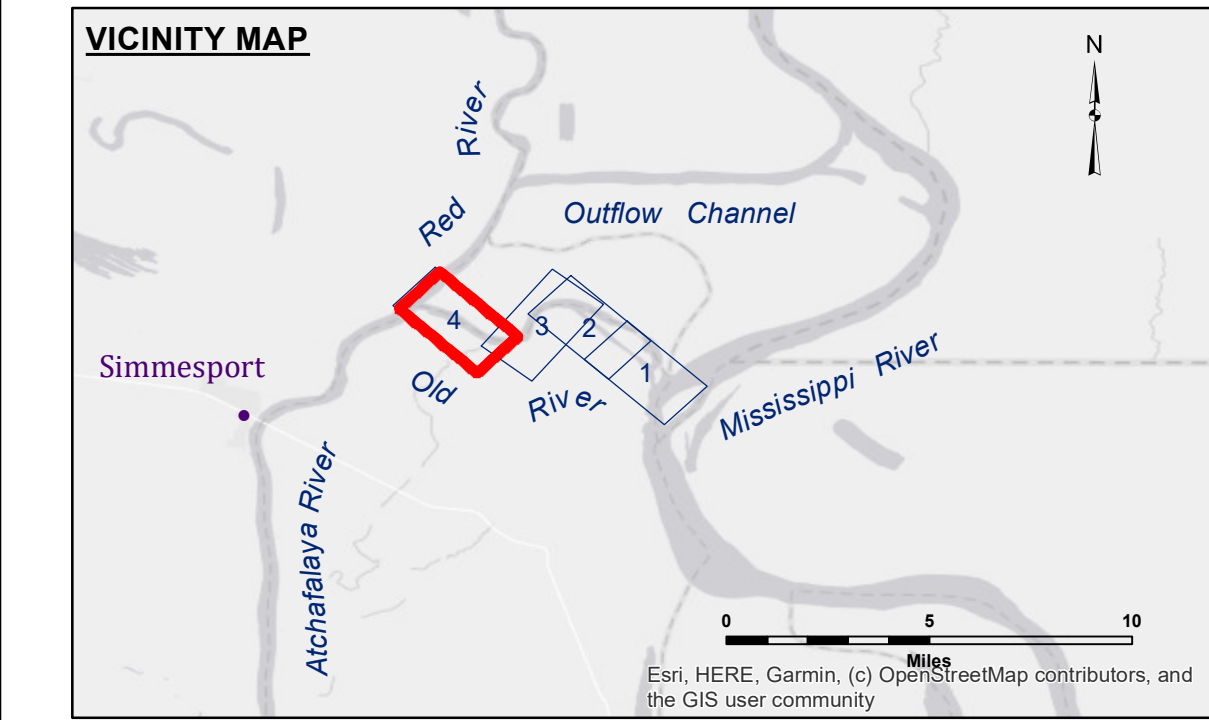 VICINITY MAP
N
River
Red
Outflow Channel
4
3
2
1
Simmesport
Old
River
Mississippi River
Atchafalaya River
0 5 10
Miles
Esri, HERE, Garmin, (c) OpenStreetMap contributors, and
the GIS user community